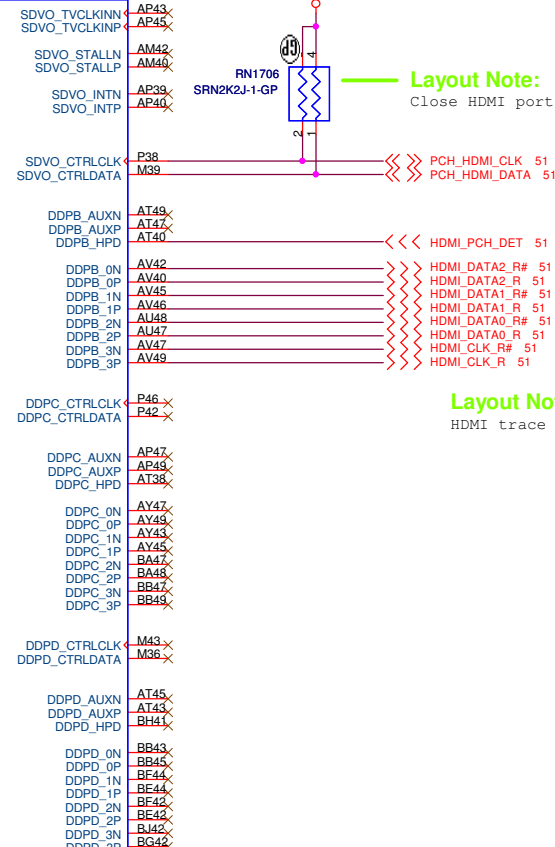 SDVO_TVCLKINN AP43
SDVO_TVCLKINP AP45
SDVO_STALLN AM42
SDVO_STALLP AM40
SDVO_INTN AP39
SDVO_INTP AP40
GP
4
RN1706
SRN2K2J-1-GP
2
1
Layout Note:
Close HDMI port
SDVO_CTRLCLK P38 PCH_HDMI_CLK 51
SDVO_CTRLDATA M39 PCH_HDMI_DATA 51
DDPB_AUXN AT49
DDPB_AUXP AT47
DDPB_HPD AT40 HDMI_PCH_DET 51
DDPB_0N AV42 HDMI_DATA2_R# 51
DDPB_0P AV40 HDMI_DATA2_R 51
DDPB_1N AV45 HDMI_DATA1_R# 51
DDPB_1P AV46 HDMI_DATA1_R 51
DDPB_2N AU48 HDMI_DATA0_R# 51
DDPB_2P AU47 HDMI_DATA0_R 51
DDPB_3N AV47 HDMI_CLK_R# 51
DDPB_3P AV49 HDMI_CLK_R 51
Layout No
HDMI trace
DDPC_CTRLCLK P46
DDPC_CTRLDATA P42
DDPC_AUXN AP47
DDPC_AUXP AP49
DDPC_HPD AT38
DDPC_0N AY47
DDPC_0P AY49
DDPC_1N AY43
DDPC_1P AY45
DDPC_2N BA47
DDPC_2P BA48
DDPC_3N BB47
DDPC_3P BB49
DDPD_CTRLCLK M43
DDPD_CTRLDATA M36
DDPD_AUXN AT45
DDPD_AUXP AT43
DDPD_HPD BH41
DDPD_0N BB43
DDPD_0P BB45
DDPD_1N BF44
DDPD_1P BE44
DDPD_2N BF42
DDPD_2P BE42
DDPD_3N BJ42
DDPD_3P BG42